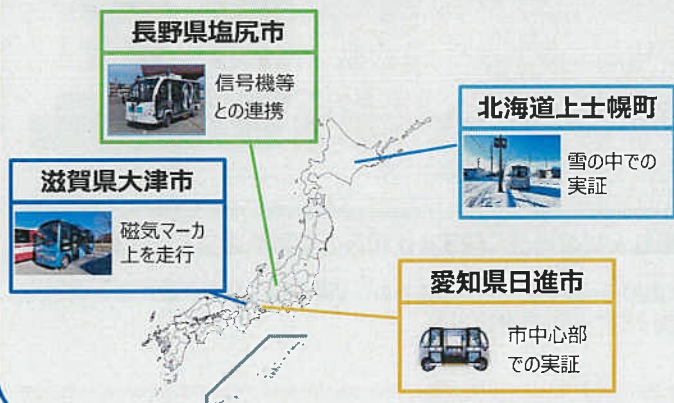 長野県塩尻市
信号機等
との連携
北海道上士幌町
雪の中での
実証
滋賀県大津市
磁気マーカ
上を走行
愛知県日進市
市中心部
での実証